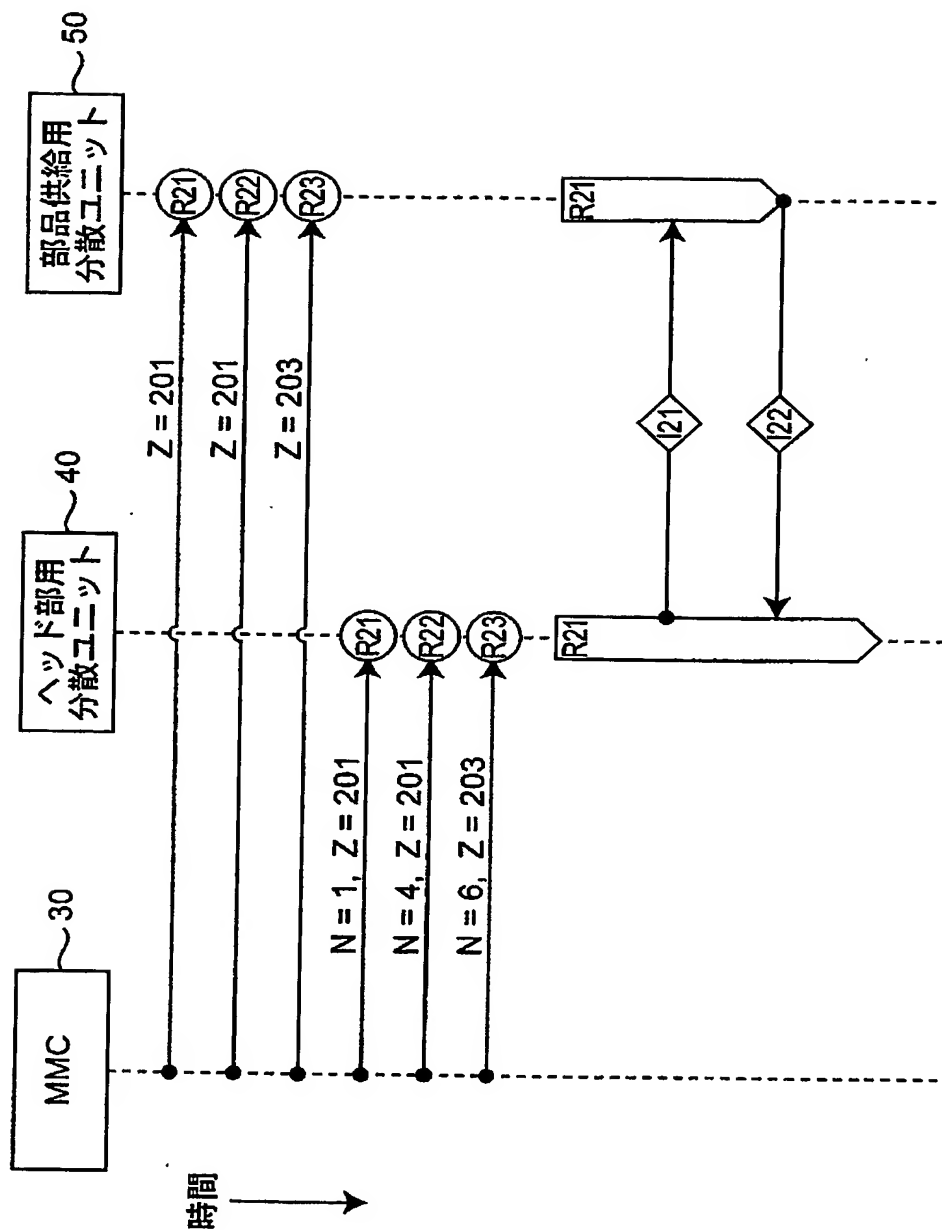 時間
MMC
30
ヘッド部用
分散ユニット
40
部品供給用
分散ユニット
50
Z = 201
R21
Z = 201
R22
Z = 203
R23
N = 1, Z = 201
R21
N = 4, Z = 201
R22
N = 6, Z = 203
R23
R21
R21
I21
I22